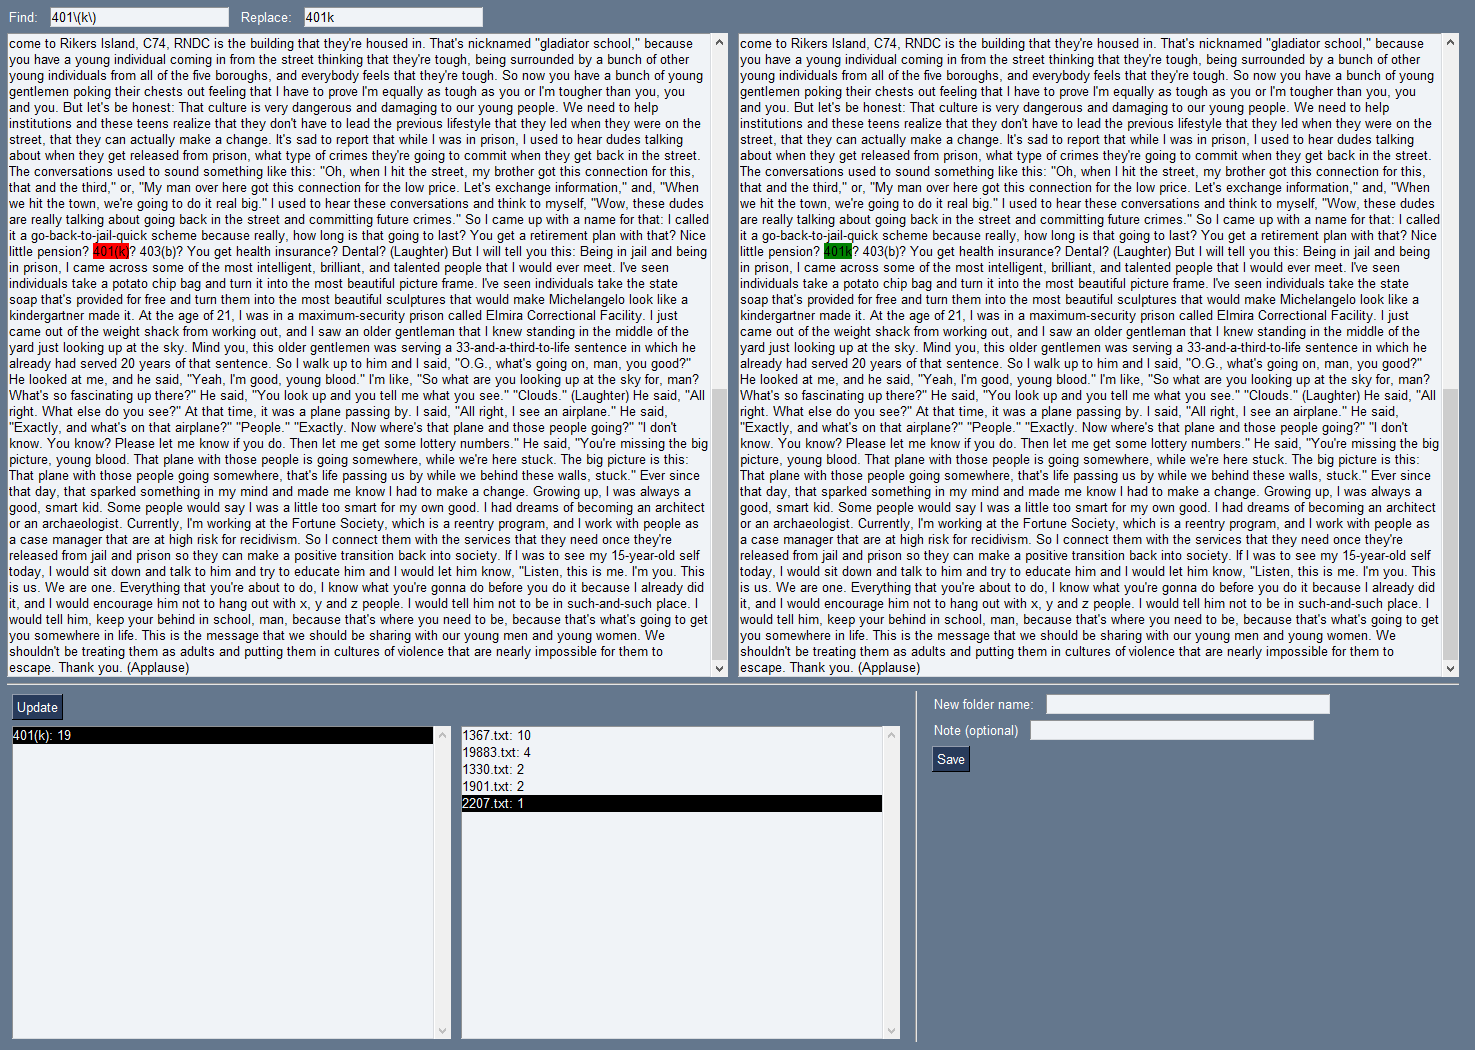 Find: 401\(k\) Replace: 401k
come to Rikers Island, C74, RNDC is the building that they're housed in. That's nicknamed "gladiator school," because
you have a young individual coming in from the street thinking that they're tough, being surrounded by a bunch of other
young individuals from all of the five boroughs, and everybody feels that they're tough. So now you have a bunch of young
gentlemen poking their chests out feeling that I have to prove I'm equally as tough as you or I'm tougher than you, you
and you. But let's be honest: That culture is very dangerous and damaging to our young people. We need to help
institutions and these teens realize that they don't have to lead the previous lifestyle that they led when they were on the
street, that they can actually make a change. It's sad to report that while I was in prison, I used to hear dudes talking
about when they get released from prison, what type of crimes they're going to commit when they get back in the street.
The conversations used to sound something like this: "Oh, when I hit the street, my brother got this connection for this,
that and the third," or, "My man over here got this connection for the low price. Let's exchange information," and, "When
we hit the town, we're going to do it real big." I used to hear these conversations and think to myself, "Wow, these dudes
are really talking about going back in the street and committing future crimes." So I came up with a name for that: I called
it a go-back-to-jail-quick scheme because really, how long is that going to last? You get a retirement plan with that? Nice
little pension? 401(k)? 403(b)? You get health insurance? Dental? (Laughter) But I will tell you this: Being in jail and being
in prison, I came across some of the most intelligent, brilliant, and talented people that I would ever meet. I've seen
individuals take a potato chip bag and turn it into the most beautiful picture frame. I've seen individuals take the state
soap that's provided for free and turn them into the most beautiful sculptures that would make Michelangelo look like a
kindergartner made it. At the age of 21, I was in a maximum-security prison called Elmira Correctional Facility. I just
came out of the weight shack from working out, and I saw an older gentleman that I knew standing in the middle of the
yard just looking up at the sky. Mind you, this older gentlemen was serving a 33-and-a-third-to-life sentence in which he
already had served 20 years of that sentence. So I walk up to him and I said, "O.G., what's going on, man, you good?"
He looked at me, and he said, "Yeah, I'm good, young blood." I'm like, "So what are you looking up at the sky for, man?
What's so fascinating up there?" He said, "You look up and you tell me what you see." "Clouds." (Laughter) He said, "All
right. What else do you see?" At that time, it was a plane passing by. I said, "All right, I see an airplane." He said,
"Exactly, and what's on that airplane?" "People." "Exactly. Now where's that plane and those people going?" "I don't
know. You know? Please let me know if you do. Then let me get some lottery numbers." He said, "You're missing the big
picture, young blood. That plane with those people is going somewhere, while we're here stuck. The big picture is this:
That plane with those people going somewhere, that's life passing us by while we behind these walls, stuck." Ever since
that day, that sparked something in my mind and made me know I had to make a change. Growing up, I was always a
good, smart kid. Some people would say I was a little too smart for my own good. I had dreams of becoming an architect
or an archaeologist. Currently, I'm working at the Fortune Society, which is a reentry program, and I work with people as
a case manager that are at high risk for recidivism. So I connect them with the services that they need once they're
released from jail and prison so they can make a positive transition back into society. If I was to see my 15-year-old self
today, I would sit down and talk to him and try to educate him and I would let him know, "Listen, this is me. I'm you. This
is us. We are one. Everything that you're about to do, I know what you're gonna do before you do it because I already did
it, and I would encourage him not to hang out with x, y and z people. I would tell him not to be in such-and-such place. I
would tell him, keep your behind in school, man, because that's where you need to be, because that's what's going to get
you somewhere in life. This is the message that we should be sharing with our young men and young women. We
shouldn't be treating them as adults and putting them in cultures of violence that are nearly impossible for them to
escape. Thank you. (Applause)
come to Rikers Island, C74, RNDC is the building that they're housed in. That's nicknamed "gladiator school," because
you have a young individual coming in from the street thinking that they're tough, being surrounded by a bunch of other
young individuals from all of the five boroughs, and everybody feels that they're tough. So now you have a bunch of young
gentlemen poking their chests out feeling that I have to prove I'm equally as tough as you or I'm tougher than you, you
and you. But let's be honest: That culture is very dangerous and damaging to our young people. We need to help
institutions and these teens realize that they don't have to lead the previous lifestyle that they led when they were on the
street, that they can actually make a change. It's sad to report that while I was in prison, I used to hear dudes talking
about when they get released from prison, what type of crimes they're going to commit when they get back in the street.
The conversations used to sound something like this: "Oh, when I hit the street, my brother got this connection for this,
that and the third," or, "My man over here got this connection for the low price. Let's exchange information," and, "When
we hit the town, we're going to do it real big." I used to hear these conversations and think to myself, "Wow, these dudes
are really talking about going back in the street and committing future crimes." So I came up with a name for that: I called
it a go-back-to-jail-quick scheme because really, how long is that going to last? You get a retirement plan with that? Nice
little pension? 401k? 403(b)? You get health insurance? Dental? (Laughter) But I will tell you this: Being in jail and being
in prison, I came across some of the most intelligent, brilliant, and talented people that I would ever meet. I've seen
individuals take a potato chip bag and turn it into the most beautiful picture frame. I've seen individuals take the state
soap that's provided for free and turn them into the most beautiful sculptures that would make Michelangelo look like a
kindergartner made it. At the age of 21, I was in a maximum-security prison called Elmira Correctional Facility. I just
came out of the weight shack from working out, and I saw an older gentleman that I knew standing in the middle of the
yard just looking up at the sky. Mind you, this older gentlemen was serving a 33-and-a-third-to-life sentence in which he
already had served 20 years of that sentence. So I walk up to him and I said, "O.G., what's going on, man, you good?"
He looked at me, and he said, "Yeah, I'm good, young blood." I'm like, "So what are you looking up at the sky for, man?
What's so fascinating up there?" He said, "You look up and you tell me what you see." "Clouds." (Laughter) He said, "All
right. What else do you see?" At that time, it was a plane passing by. I said, "All right, I see an airplane." He said,
"Exactly, and what's on that airplane?" "People." "Exactly. Now where's that plane and those people going?" "I don't
know. You know? Please let me know if you do. Then let me get some lottery numbers." He said, "You're missing the big
picture, young blood. That plane with those people is going somewhere, while we're here stuck. The big picture is this:
That plane with those people going somewhere, that's life passing us by while we behind these walls, stuck." Ever since
that day, that sparked something in my mind and made me know I had to make a change. Growing up, I was always a
good, smart kid. Some people would say I was a little too smart for my own good. I had dreams of becoming an architect
or an archaeologist. Currently, I'm working at the Fortune Society, which is a reentry program, and I work with people as
a case manager that are at high risk for recidivism. So I connect them with the services that they need once they're
released from jail and prison so they can make a positive transition back into society. If I was to see my 15-year-old self
today, I would sit down and talk to him and try to educate him and I would let him know, "Listen, this is me. I'm you. This
is us. We are one. Everything that you're about to do, I know what you're gonna do before you do it because I already did
it, and I would encourage him not to hang out with x, y and z people. I would tell him not to be in such-and-such place. I
would tell him, keep your behind in school, man, because that's where you need to be, because that's what's going to get
you somewhere in life. This is the message that we should be sharing with our young men and young women. We
shouldn't be treating them as adults and putting them in cultures of violence that are nearly impossible for them to
escape. Thank you. (Applause)
Update
401(k): 19
1367.txt: 10
19883.txt: 4
1330.txt: 2
1901.txt: 2
2207.txt: 1
New folder name:
Note (optional)
Save